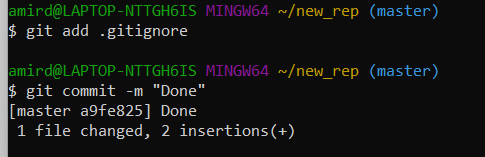 amird@LAPTOP-NTTGH6IS MINGW64 ~/new_rep (master)
$ git add .gitignore
amird@LAPTOP-NTTGH6IS MINGW64 ~/new_rep (master)
$ git commit -m "Done"
[master a9fe825] Done
1 file changed, 2 insertions(+)